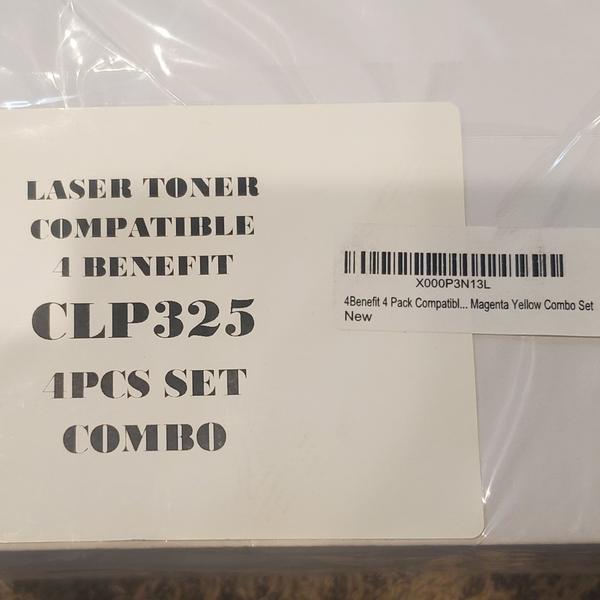 LASER TONER
COMPATIBLE
4 BENEFIT
CLP325
4PCS SET
COMBO
X000P3N13L
4Benefit 4 Pack Compatibl... Magenta Yellow Combo Set
New